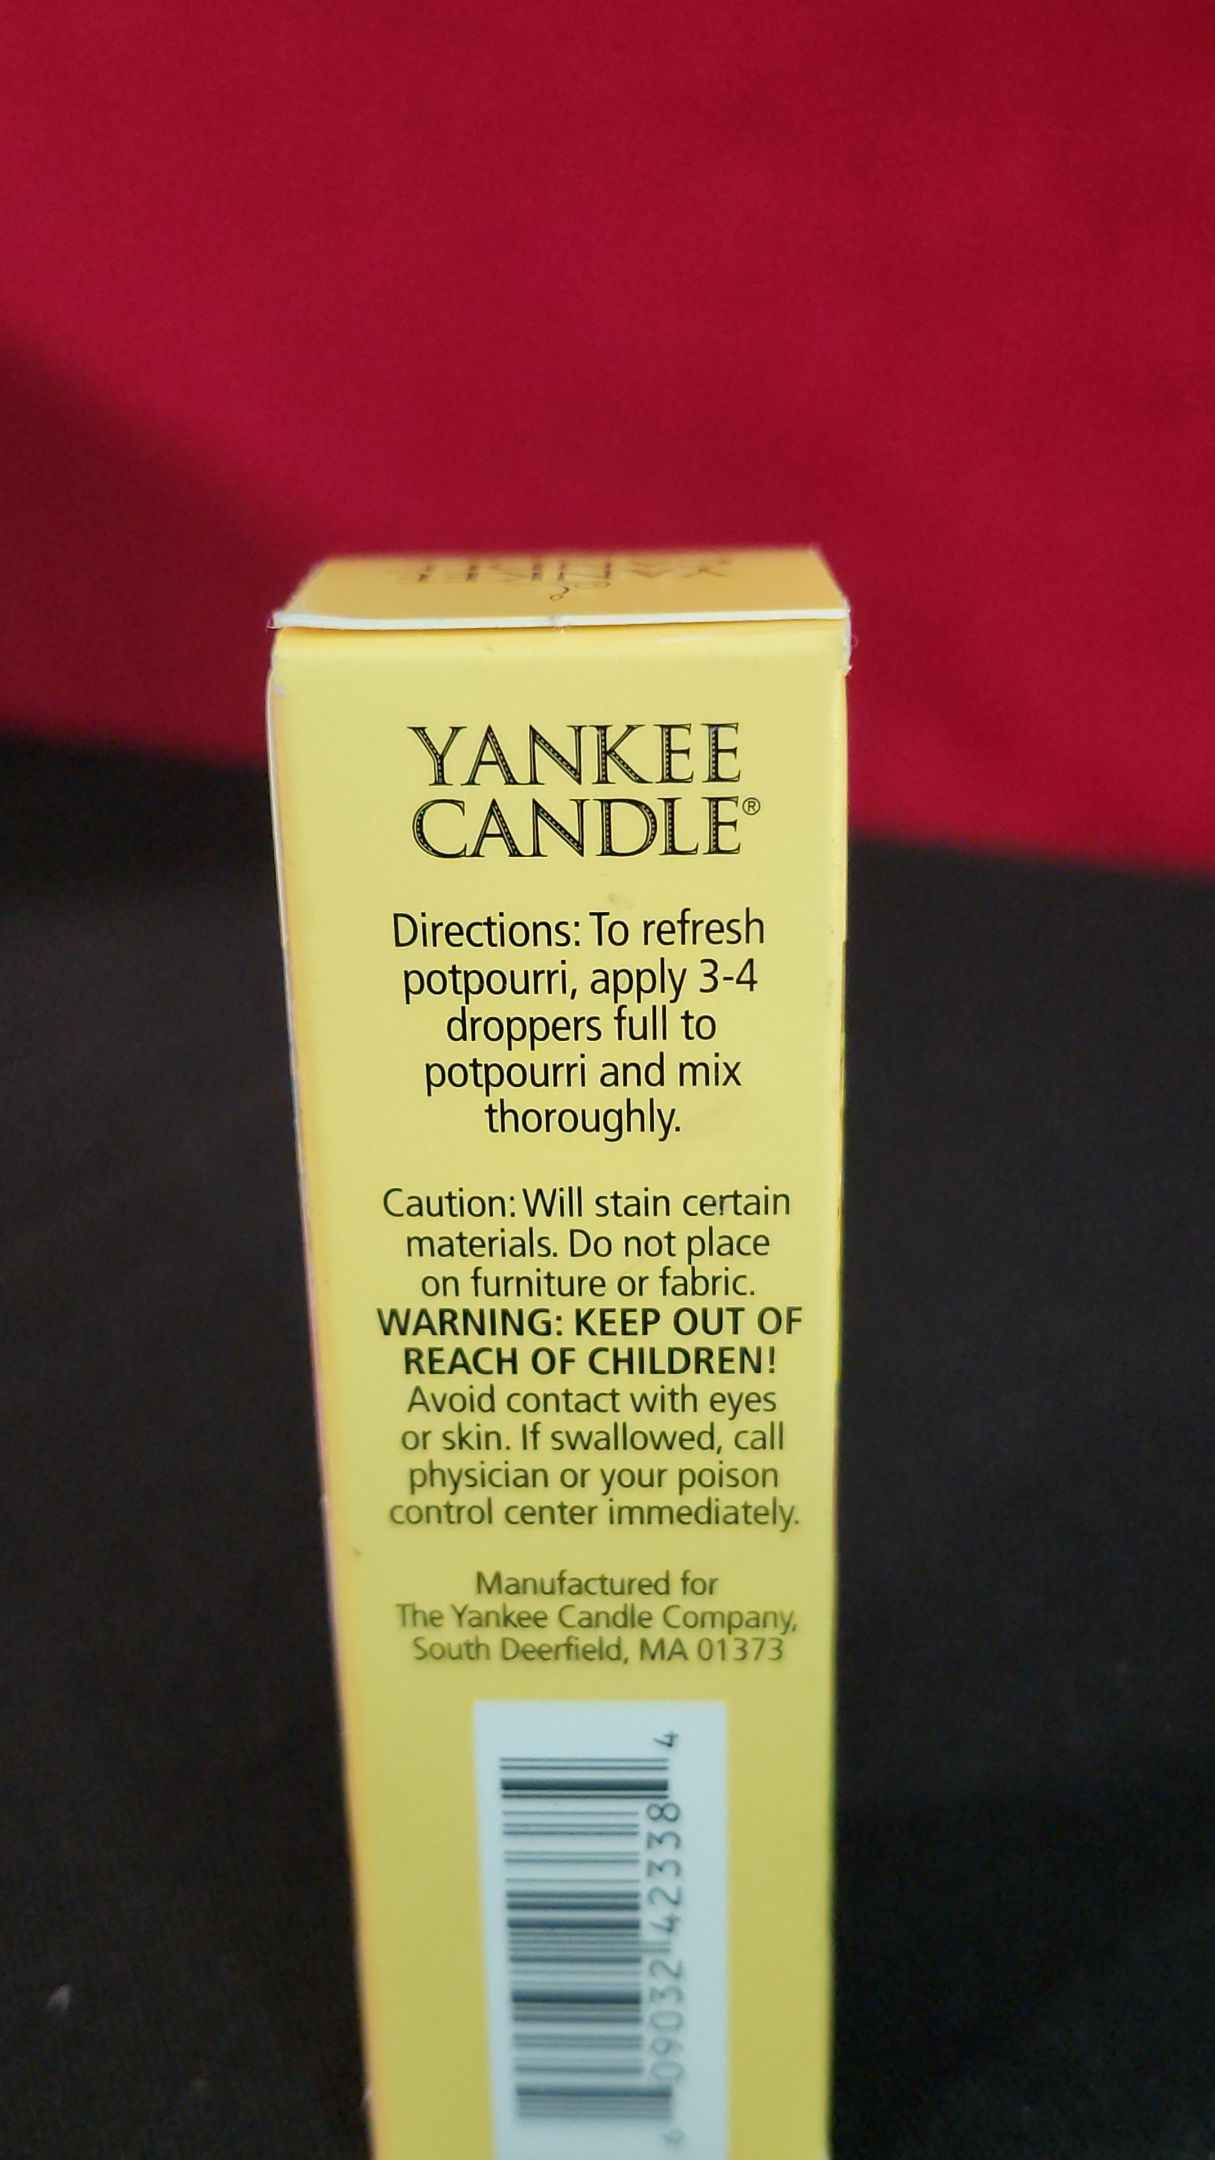 YANKEE
CANDLE®
Directions: To refresh
potpourri, apply 3-4
droppers full to
potpourri and mix
thoroughly.
Caution: Will stain certain
materials. Do not place
on furniture or fabric.
WARNING: KEEP OUT OF
REACH OF CHILDREN!
Avoid contact with eyes
or skin. If swallowed, call
physician or your poison
control center immediately.
Manufactured for
The Yankee Candle Company,
South Deerfield, MA 01373
6 09032 42338 4